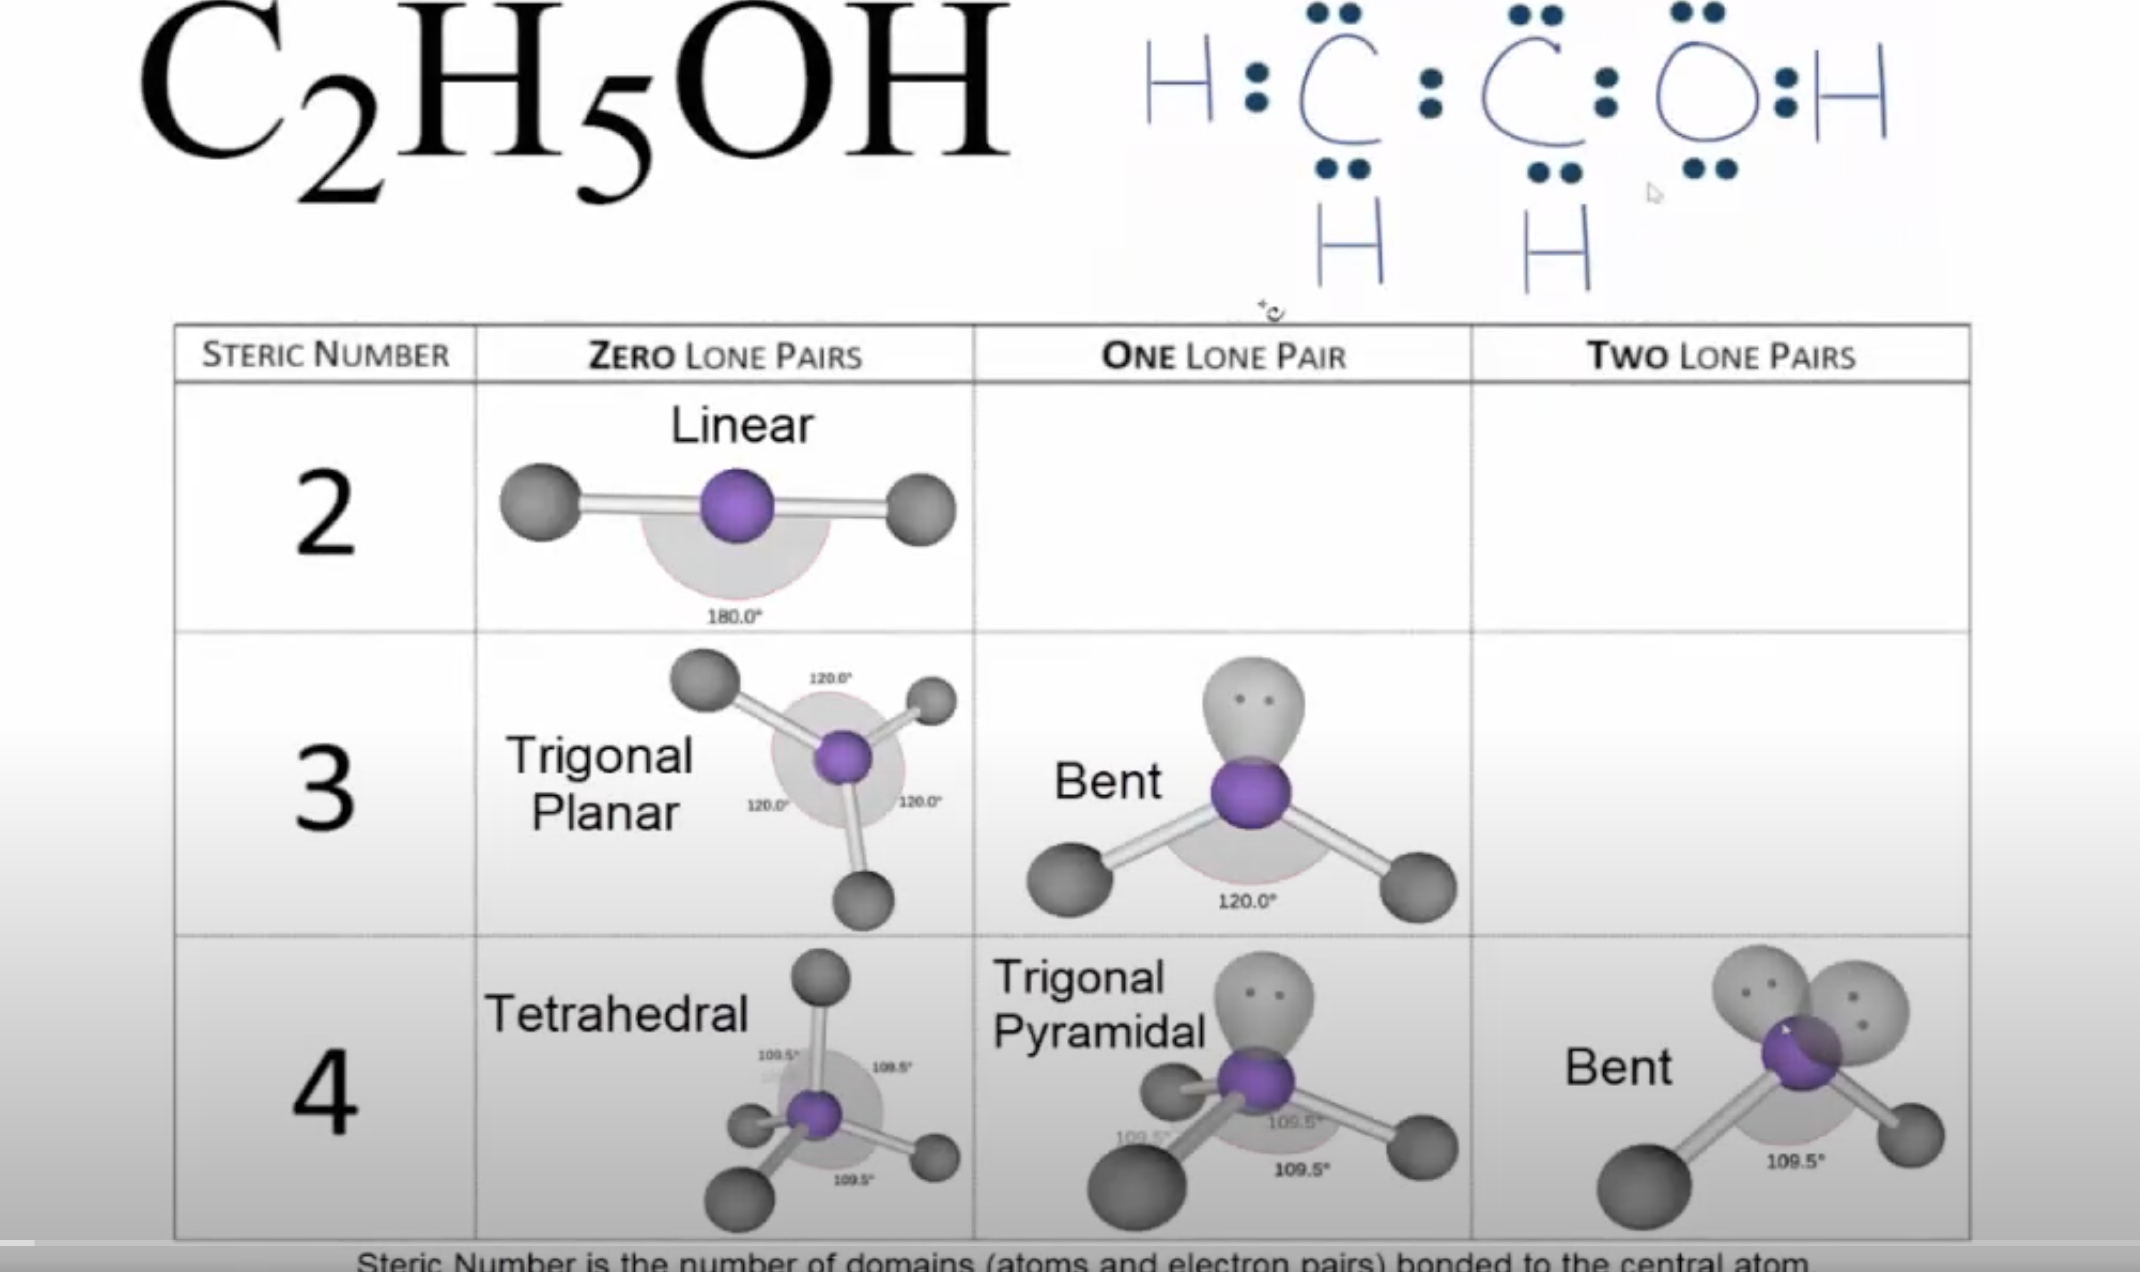 C₂H₅OH
H : C : C : O : H
H H
STERIC NUMBER ZERO LONE PAIRS ONE LONE PAIR TWO LONE PAIRS
2
Linear
180.0°
3
Trigonal
Planar
120.0°
120.0°
120.0°
Bent
120.0°
4
Tetrahedral
109.5°
109.5°
109.5°
Trigonal
Pyramidal
109.5°
109.5°
109.5°
Bent
109.5°
Steric Number is the number of domains (atoms and electron pairs) bonded to the central atom